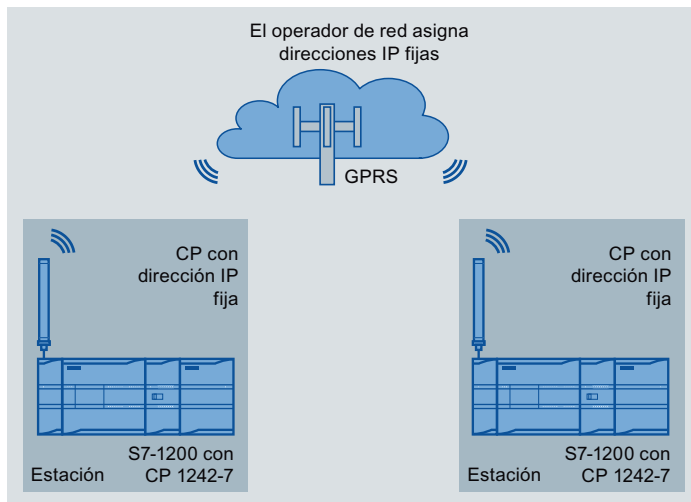 El operador de red asigna
direcciones IP fijas
GPRS
CP con
dirección IP
fija
S7-1200 con
Estación CP 1242-7
CP con
dirección IP
fija
S7-1200 con
Estación CP 1242-7